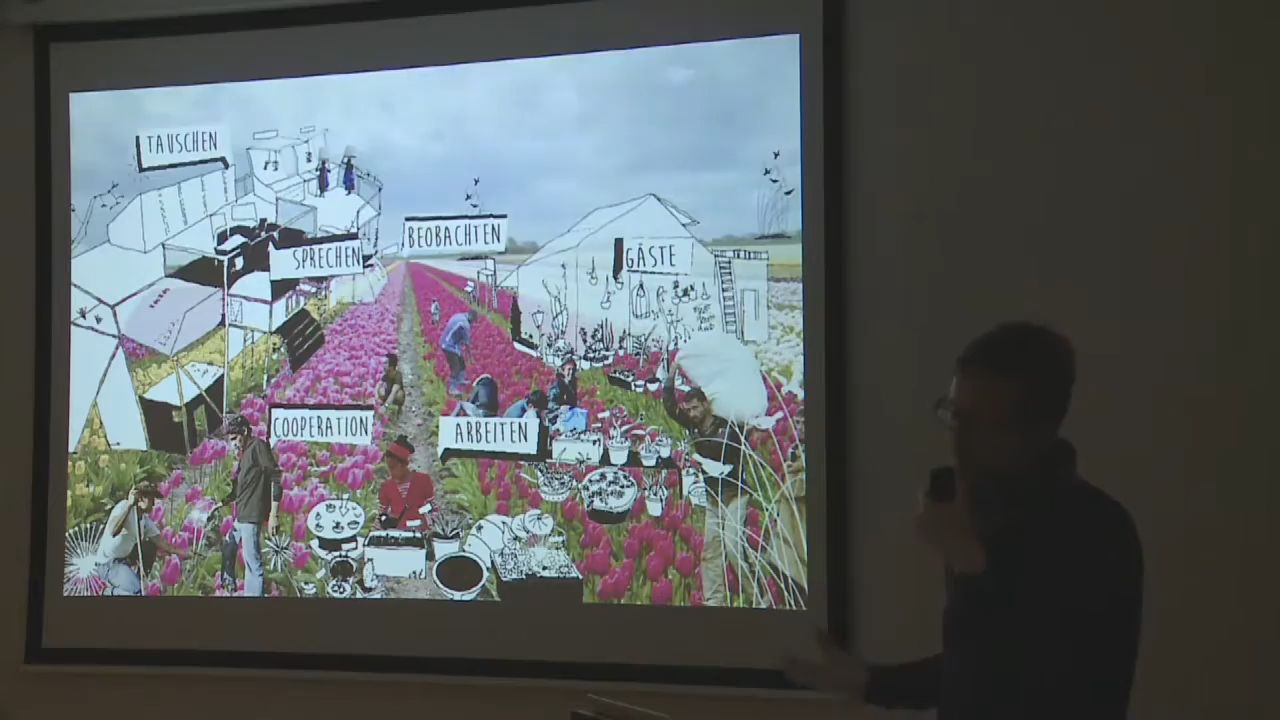 TAUSCHEN
BEOBACHTEN
SPRECHEN
GÄSTE
COOPERATION
ARBEITEN